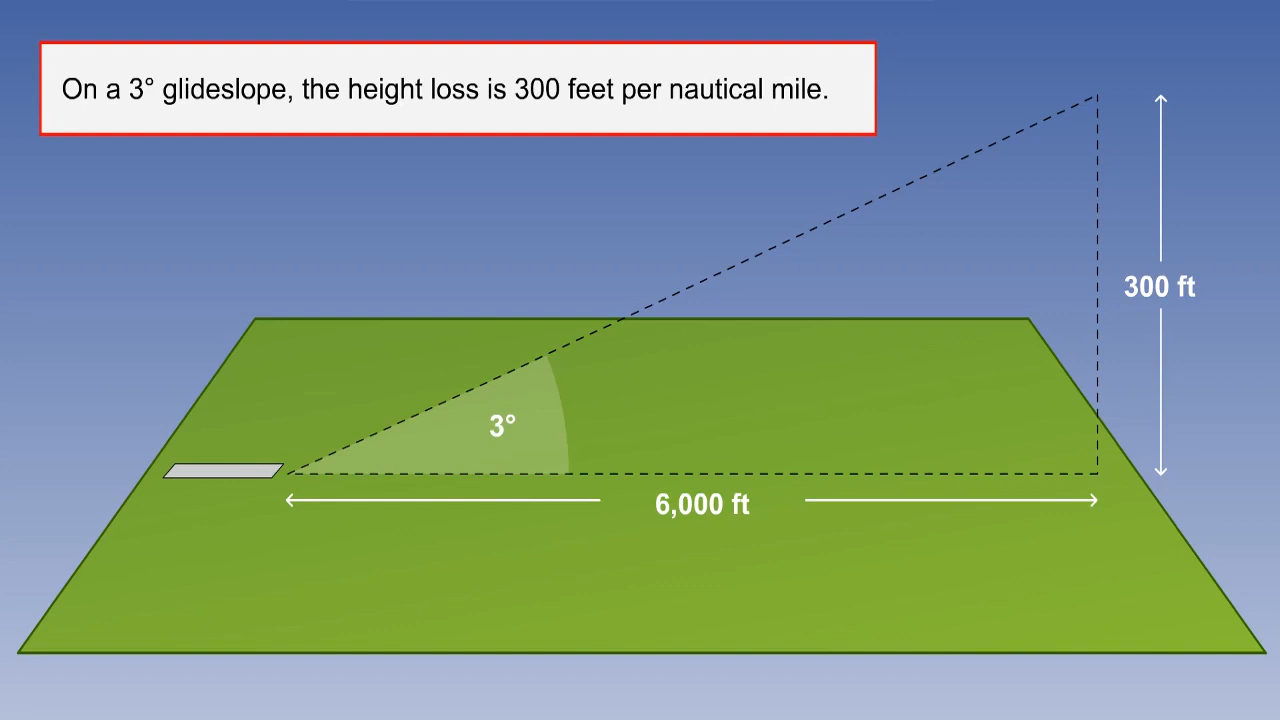 On a 3° glideslope, the height loss is 300 feet per nautical mile.
300 ft
3°
6,000 ft